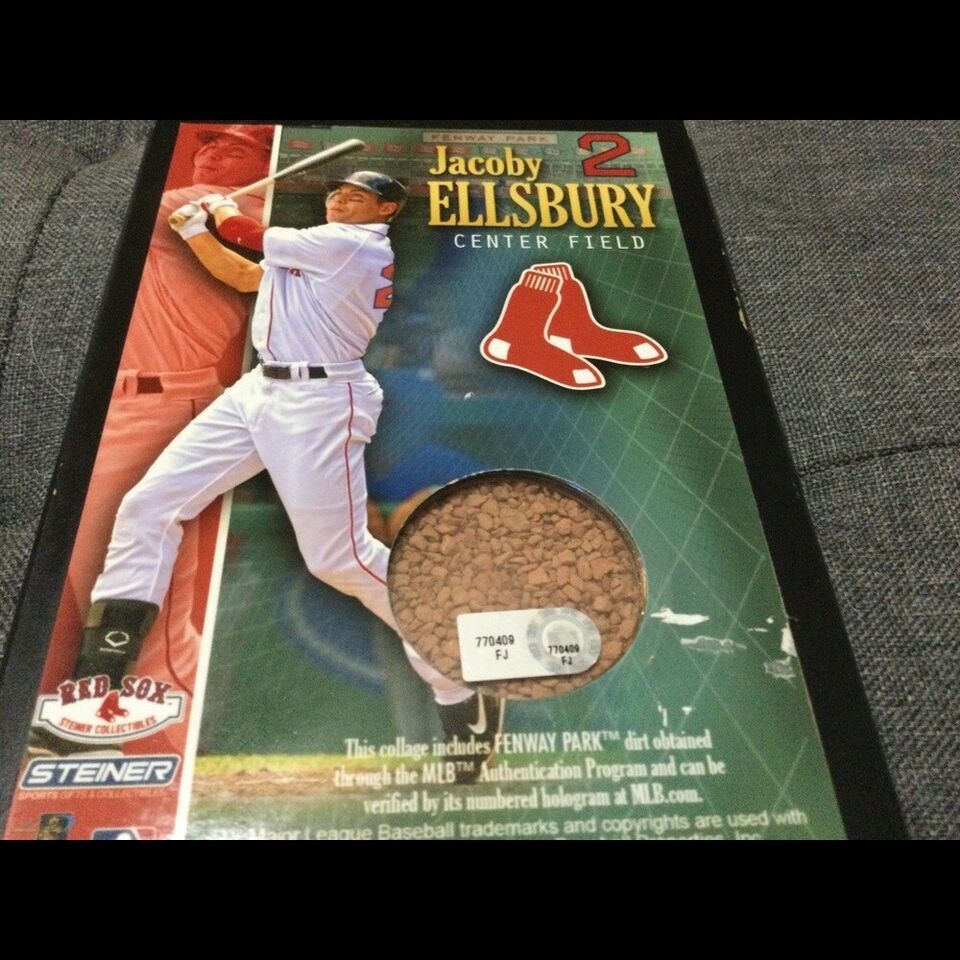 FENWAY PARK
2
Jacoby
ELLSBURY
CENTER FIELD
2
770409
FJ
770409
FJ
RED SOX
STEINER COLLECTIBLES
STEINER
SPORTS GIFTS & COLLECTIBLES
This collage includes FENWAY PARK™ dirt obtained
through the MLB™ Authentication Program and can be
verified by its numbered hologram at MLB.com.
Major League Baseball trademarks and copyrights are used with